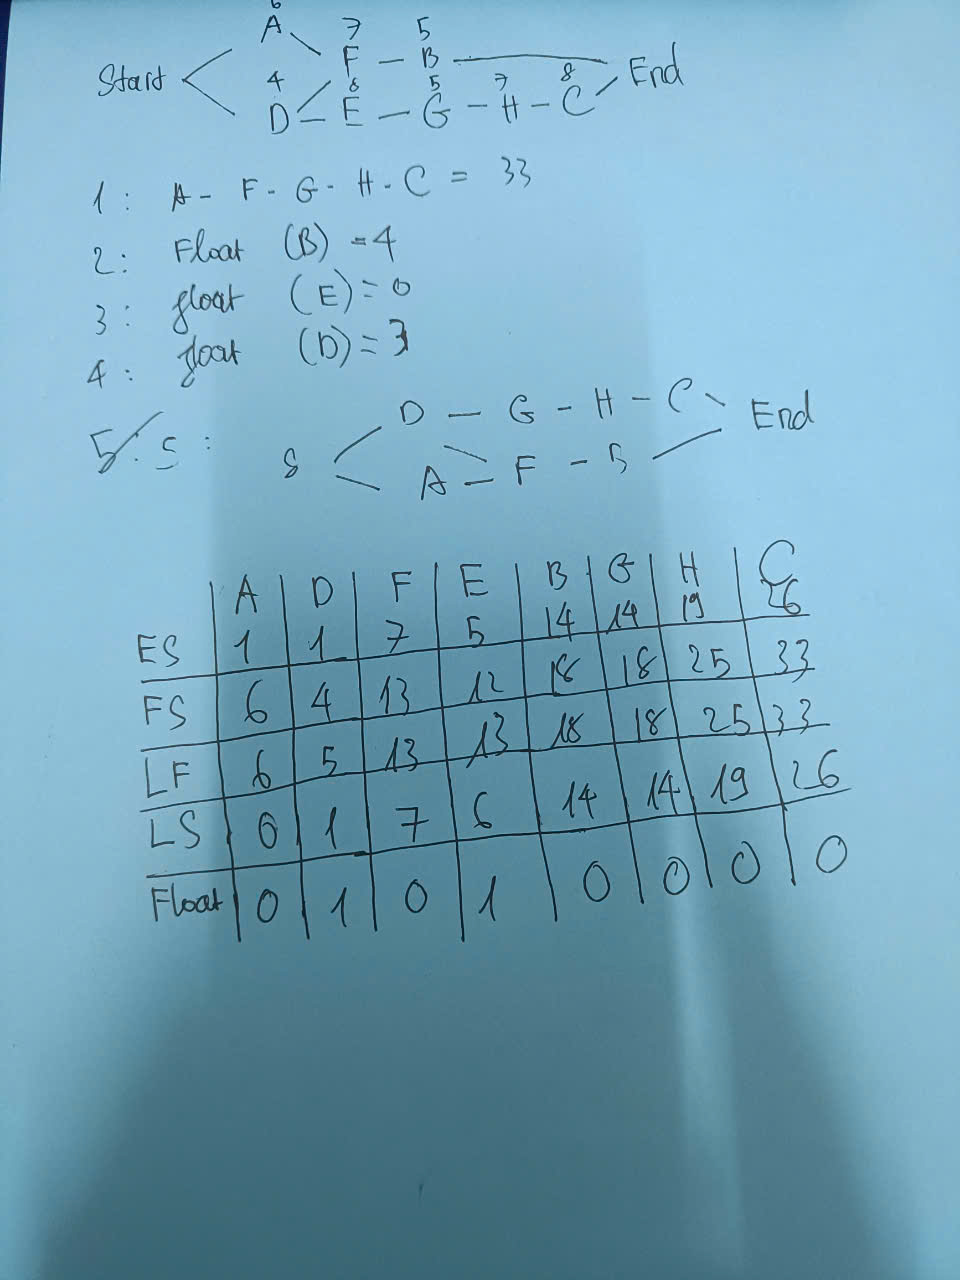 6 7 5
A
F - B
Start End
4 8 5 7 8
D - E - G - H - C
1: A - F - G - H - C = 33
2: Float (B) = 4
3: float (E) = 0
4: float (D) = 3
5: S:
D - G - H - C
End
S
A - F - B
A D F E B G H C
ES 1 1 7 5 14 14 19 26
FS 6 4 13 12 18 18 25 33
LF 6 5 13 13 18 18 25 33
LS 0 1 7 6 14 14 19 26
Float 0 1 0 1 0 0 0 0